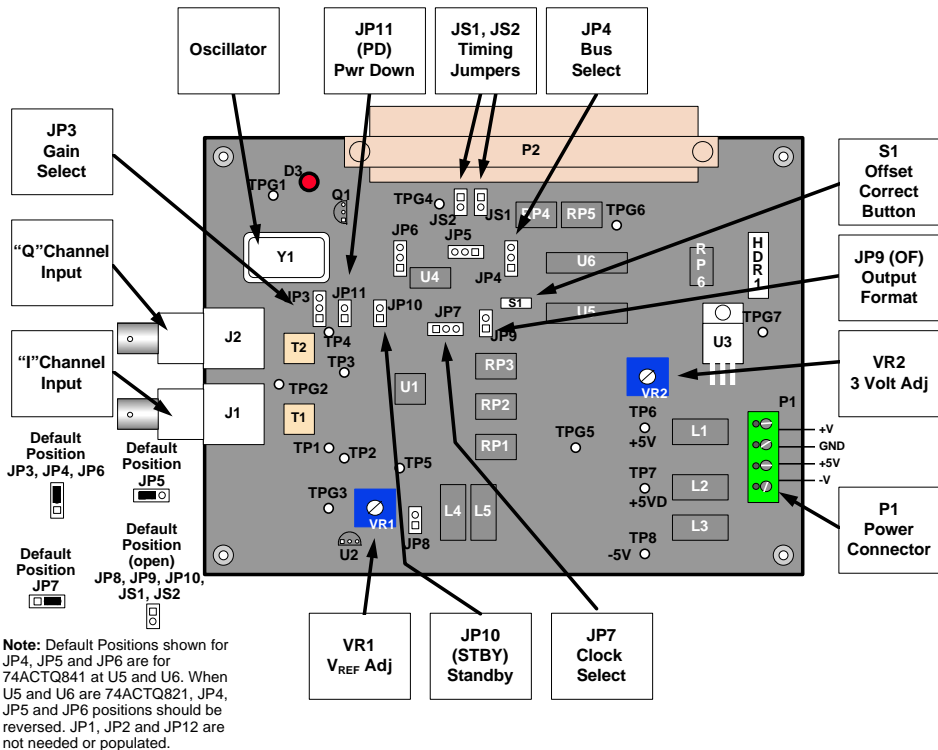 Oscillator
JP11
(PD)
Pwr Down
JS1, JS2
Timing
Jumpers
JP4
Bus
Select
JP3
Gain
Select
S1
Offset
Correct
Button
"Q"Channel
Input
JP9 (OF)
Output
Format
"I"Channel
Input
VR2
3 Volt Adj
P2
D3
TPG1
Q1
TPG4
JS2
JS1
RP4
RP5
TPG6
JP6
JP5
U4
JP4
U6
RP6
HDR1
Y1
JP3
JP11
JP10
JP7
S1
JP9
U5
U3
TPG7
J2
TP4
T2
TP3
TPG2
U1
RP3
VR2
J1
T1
RP2
TP6
+5V
L1
P1
+V
GND
+5V
-V
TP1
TP2
TP5
RP1
TPG5
TP7
+5VD
L2
TPG3
VR1
U2
JP8
L4
L5
L3
TP8
-5V
P1
Power
Connector
Default
Position
JP3, JP4, JP6
Default
Position
JP5
Default
Position
JP7
Default
Position
(open)
JP8, JP9, JP10,
JS1, JS2
VR1
VREF Adj
JP10
(STBY)
Standby
JP7
Clock
Select
Note: Default Positions shown for
JP4, JP5 and JP6 are for
74ACTQ841 at U5 and U6. When
U5 and U6 are 74ACTQ821, JP4,
JP5 and JP6 positions should be
reversed. JP1, JP2 and JP12 are
not needed or populated.